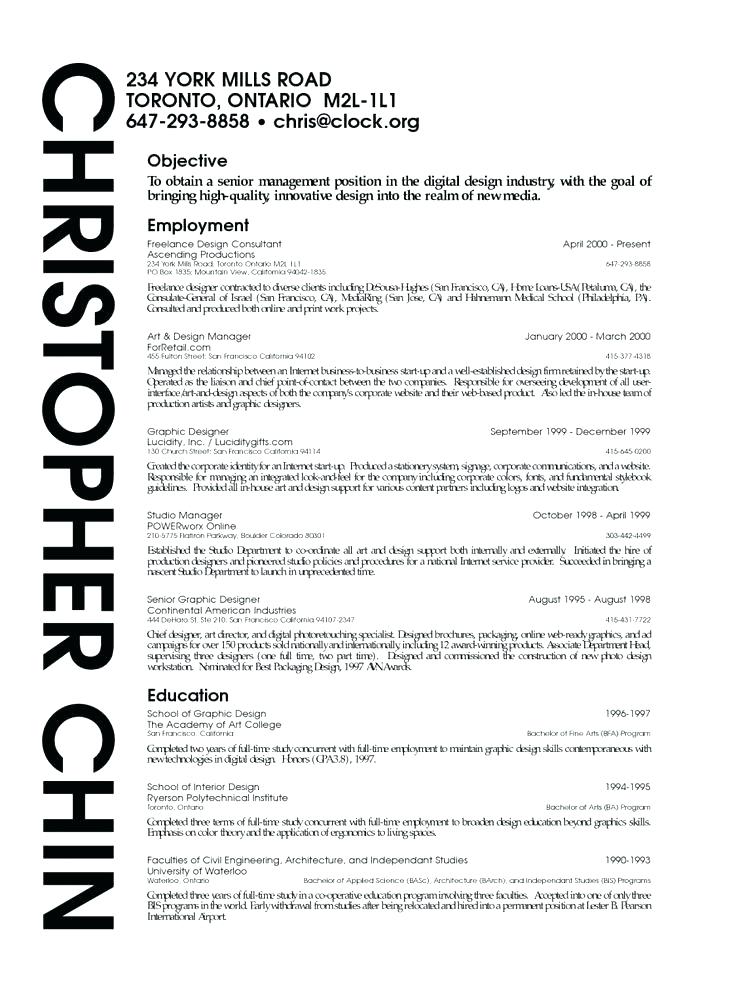 CHRISTOPHER CHIN
234 YORK MILLS ROAD
TORONTO, ONTARIO M2L-1L1
647-293-8858 • chris@clock.org
Objective
To obtain a senior management position in the digital design industry, with the goal of
bringing high-quality, innovative design into the realm of new media.
Employment
Freelance Design Consultant April 2000 - Present
Ascending Productions
234 York Mills Road, Toronto Ontario M2L 1L1 647-293-8858
PO Box 1835; Mountain View, California 94042-1835
Freelance designer contracted to diverse clients including DeSousa-Hughes (San Francisco, CA), Home Loans-USA(Petaluma, CA), the
Consulate-General of Israel (San Francisco, CA), MediaRing (San Jose, CA) and Hahnemann Medical School (Philadelphia, PA).
Consulted and produced both online and print work projects.
Art & Design Manager January 2000 - March 2000
ForRetail.com
455 Fulton Street; San Francisco California 94102 415-377-4318
Managed the relationship between an Internet business-to-business start-up and a well-established design firm retained by the start-up.
Operated as the liaison and chief point-of-contact between the two companies. Responsible for overseeing development of all user-
interface/art-and-design aspects of both the company's corporate website and their web-based product. Also led the in-house team of
production artists and graphic designers.
Graphic Designer September 1999 - December 1999
Lucidity, Inc. / Luciditygifts.com
130 Church Street; San Francisco California 94114 415-645-0200
Created the corporate identity for an Internet start-up. Produced a stationery system, signage, corporate communications, and a website.
Responsible for managing an integrated look-and-feel for the company including corporate colors, fonts, and fundamental stylebook
guidelines. Provided all in-house art and design support for various content partners including logos and website integration.
Studio Manager October 1998 - April 1999
POWERworx Online
210-5775 Flatiron Parkway, Boulder Colorado 80301 303-442-4499
Established the Studio Department to co-ordinate all art and design support both internally and externally. Initiated the hire of
production designers and pioneered studio policies and procedures for a national Internet service provider. Succeeded in bringing a
nascent Studio Department to launch in unprecedented time.
Senior Graphic Designer August 1995 - August 1998
Continental American Industries
444 DeHaro St, Ste 210, San Francisco California 94107-2347 415-431-7722
Chief designer, art director, and digital photoretouching specialist. Designed brochures, packaging, online web-ready graphics, and ad
campaigns for over 150 products sold nationally and internationally, including 12 award-winning products. Associate Department Head,
supervising three designers (one full time, two part time). Designed and commissioned the construction of new photo design
workstation. Nominated for Best Packaging Design, 1997 AVN Awards.
Education
School of Graphic Design 1996-1997
The Academy of Art College
San Francisco, California Bachelor of Fine Arts (BFA) Program
Completed two years of full-time study concurrent with full-time employment to maintain graphic design skills contemporaneous with
new technologies in digital design. Honors (GPA 3.8), 1997.
School of Interior Design 1994-1995
Ryerson Polytechnical Institute
Toronto, Ontario Bachelor of Arts (BA) Program
Completed three terms of full-time study concurrent with full-time employment to broaden design education beyond graphics skills.
Emphasis on color theory and the application of ergonomics to living spaces.
Faculties of Civil Engineering, Architecture, and Independant Studies 1990-1993
University of Waterloo
Waterloo, Ontario Bachelor of Applied Science (BASc), Architecture (BArch), and Independant Studies (BIS) Programs
Completed three years of full-time study in a co-operative education program involving three faculties. Accepted into one of only three
BIS programs in the world. Early withdrawal from studies after being relocated and hired into a permanent position at Lester B. Pearson
International Airport.